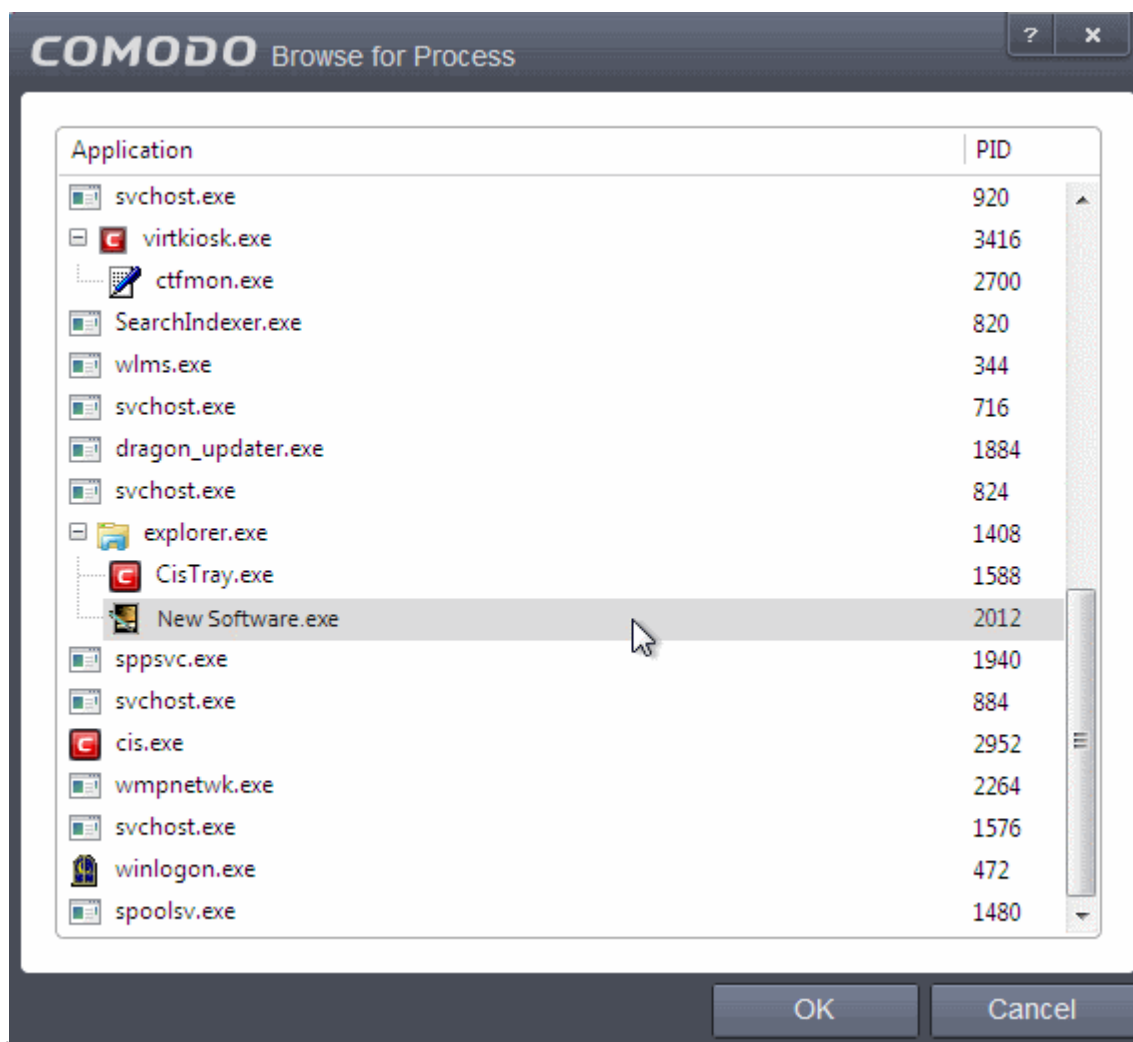 COMODO Browse for Process ? ×
Application PID
svchost.exe 920
virtkiosk.exe 3416
ctfmon.exe 2700
SearchIndexer.exe 820
wlms.exe 344
svchost.exe 716
dragon_updater.exe 1884
svchost.exe 824
explorer.exe 1408
CisTray.exe 1588
New Software.exe 2012
sppsvc.exe 1940
svchost.exe 884
cis.exe 2952
wmpnetwk.exe 2264
svchost.exe 1576
winlogon.exe 472
spoolsv.exe 1480
OK Cancel